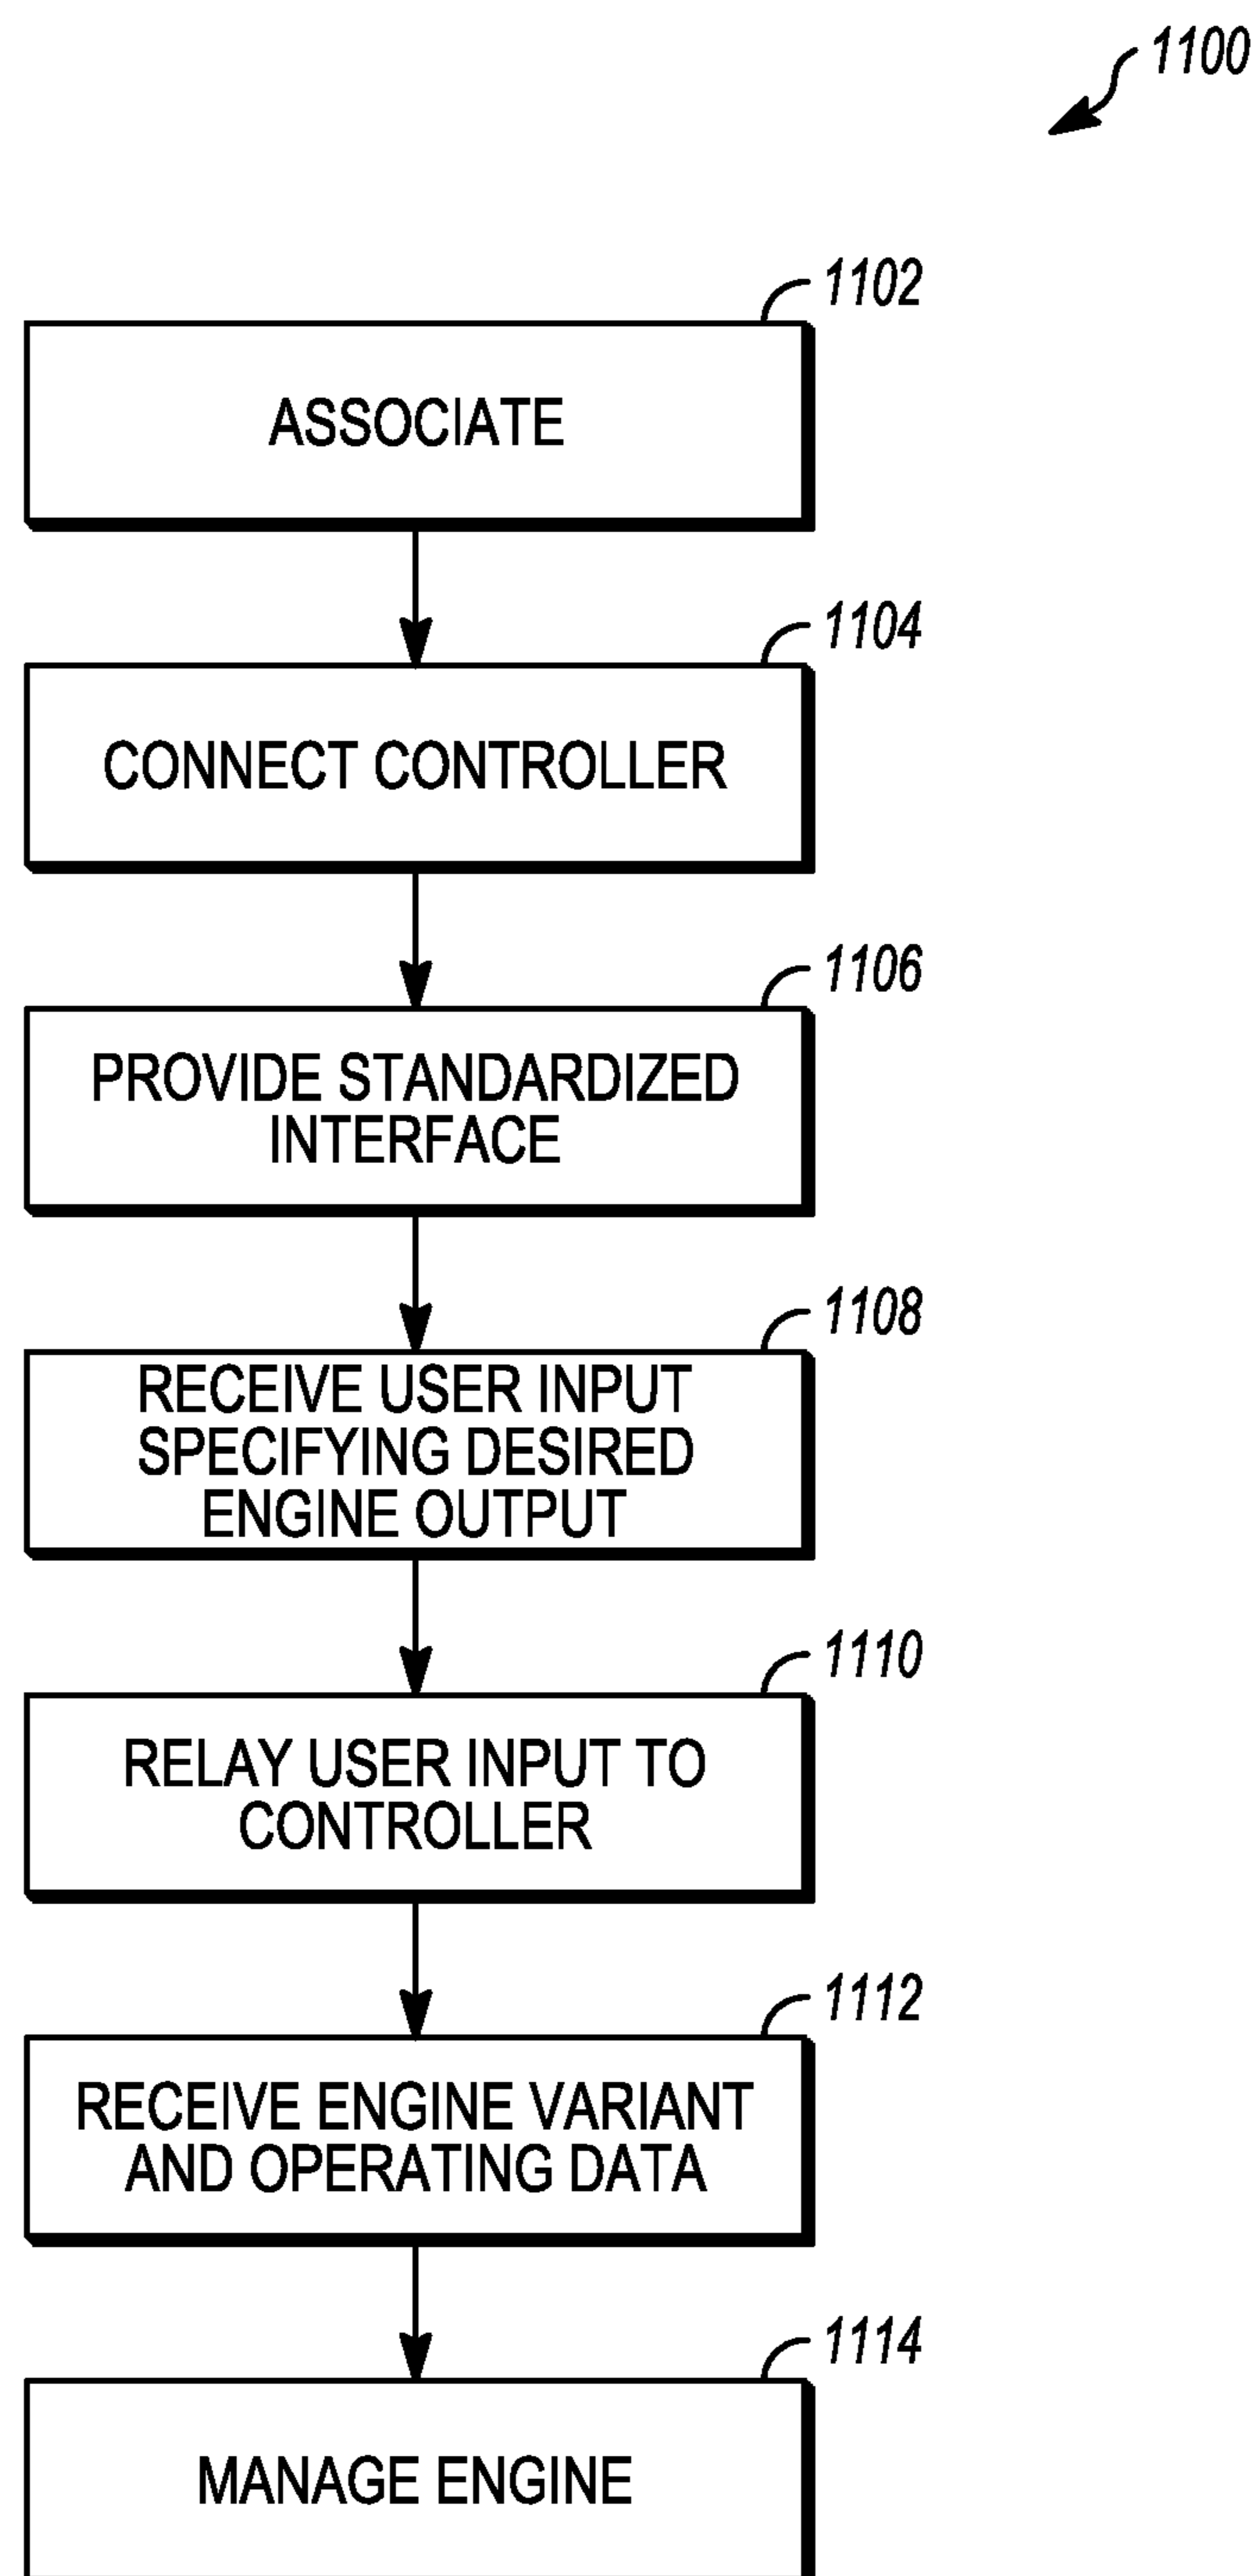 1100
1102
ASSOCIATE
1104
CONNECT CONTROLLER
1106
PROVIDE STANDARDIZED
INTERFACE
1108
RECEIVE USER INPUT
SPECIFYING DESIRED
ENGINE OUTPUT
1110
RELAY USER INPUT TO
CONTROLLER
1112
RECEIVE ENGINE VARIANT
AND OPERATING DATA
1114
MANAGE ENGINE